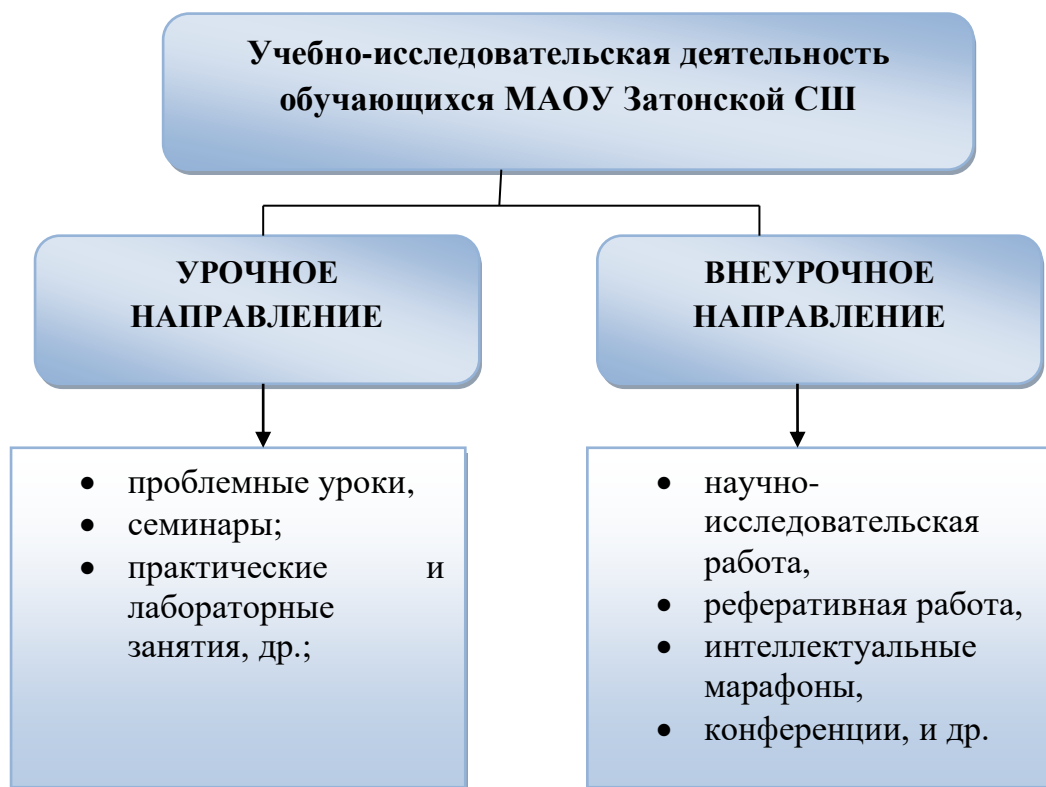 Учебно-исследовательская деятельность
обучающихся МАОУ Затонской СШ
УРОЧНОЕ
НАПРАВЛЕНИЕ
ВНЕУРОЧНОЕ
НАПРАВЛЕНИЕ
• проблемные уроки,
• семинары;
• практические и
лабораторные
занятия, др.;
• научно-
исследовательская
работа,
• реферативная работа,
• интеллектуальные
марафоны,
• конференции, и др.